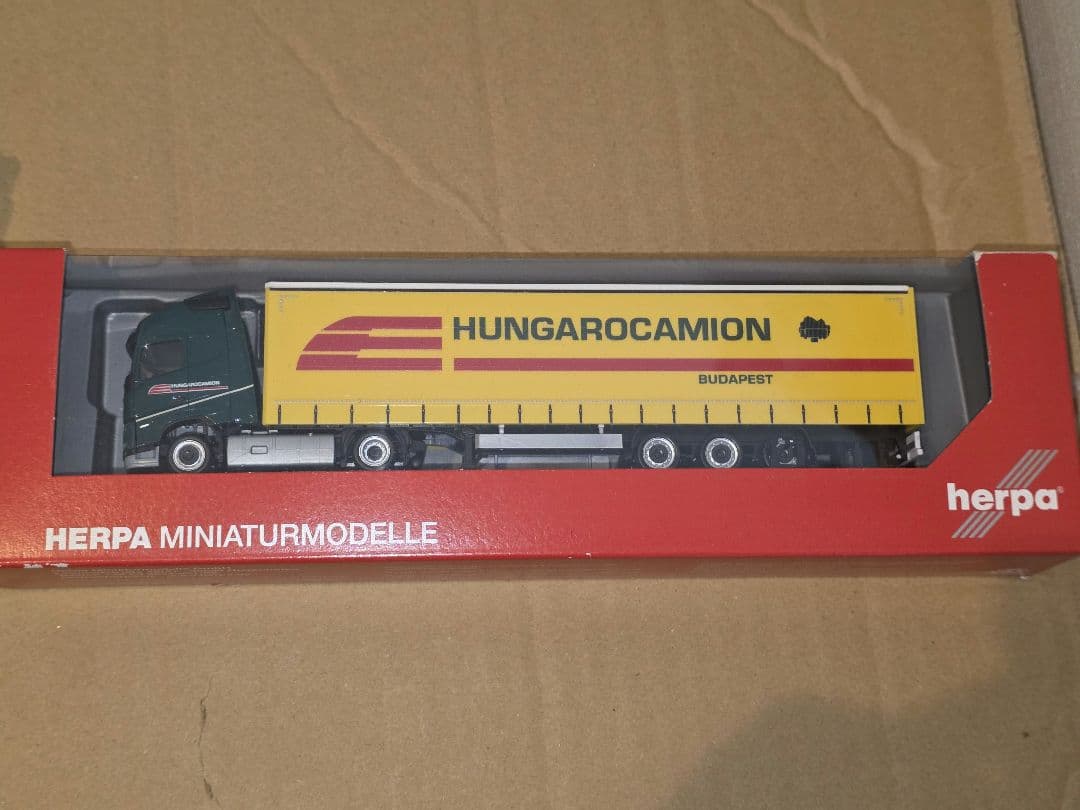 HUNGAROCAMION
BUDAPEST
HUNGAROCAMION
herpa®
HERPA MINIATURMODELLE